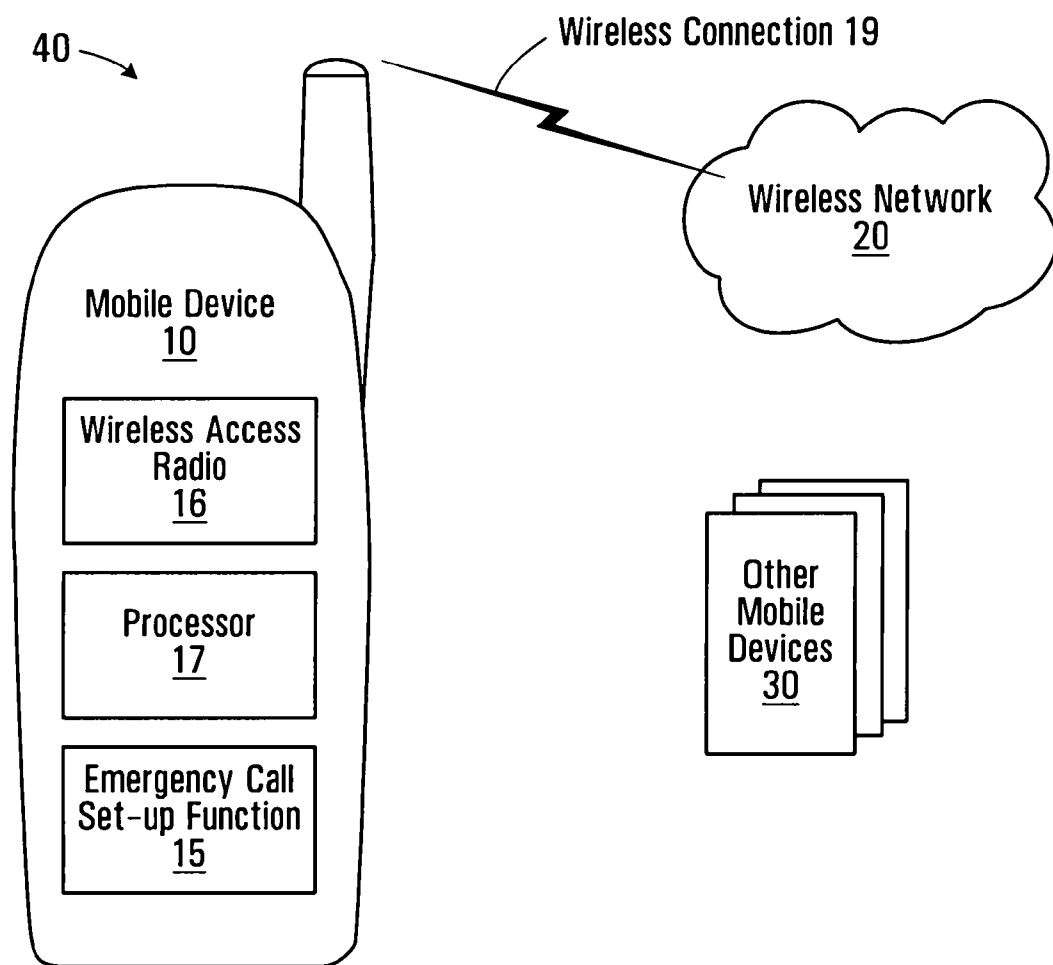 40
Wireless Connection 19
Wireless Network
20
Mobile Device
10
Wireless Access
Radio
16
Processor
17
Emergency Call
Set-up Function
15
Other
Mobile
Devices
30